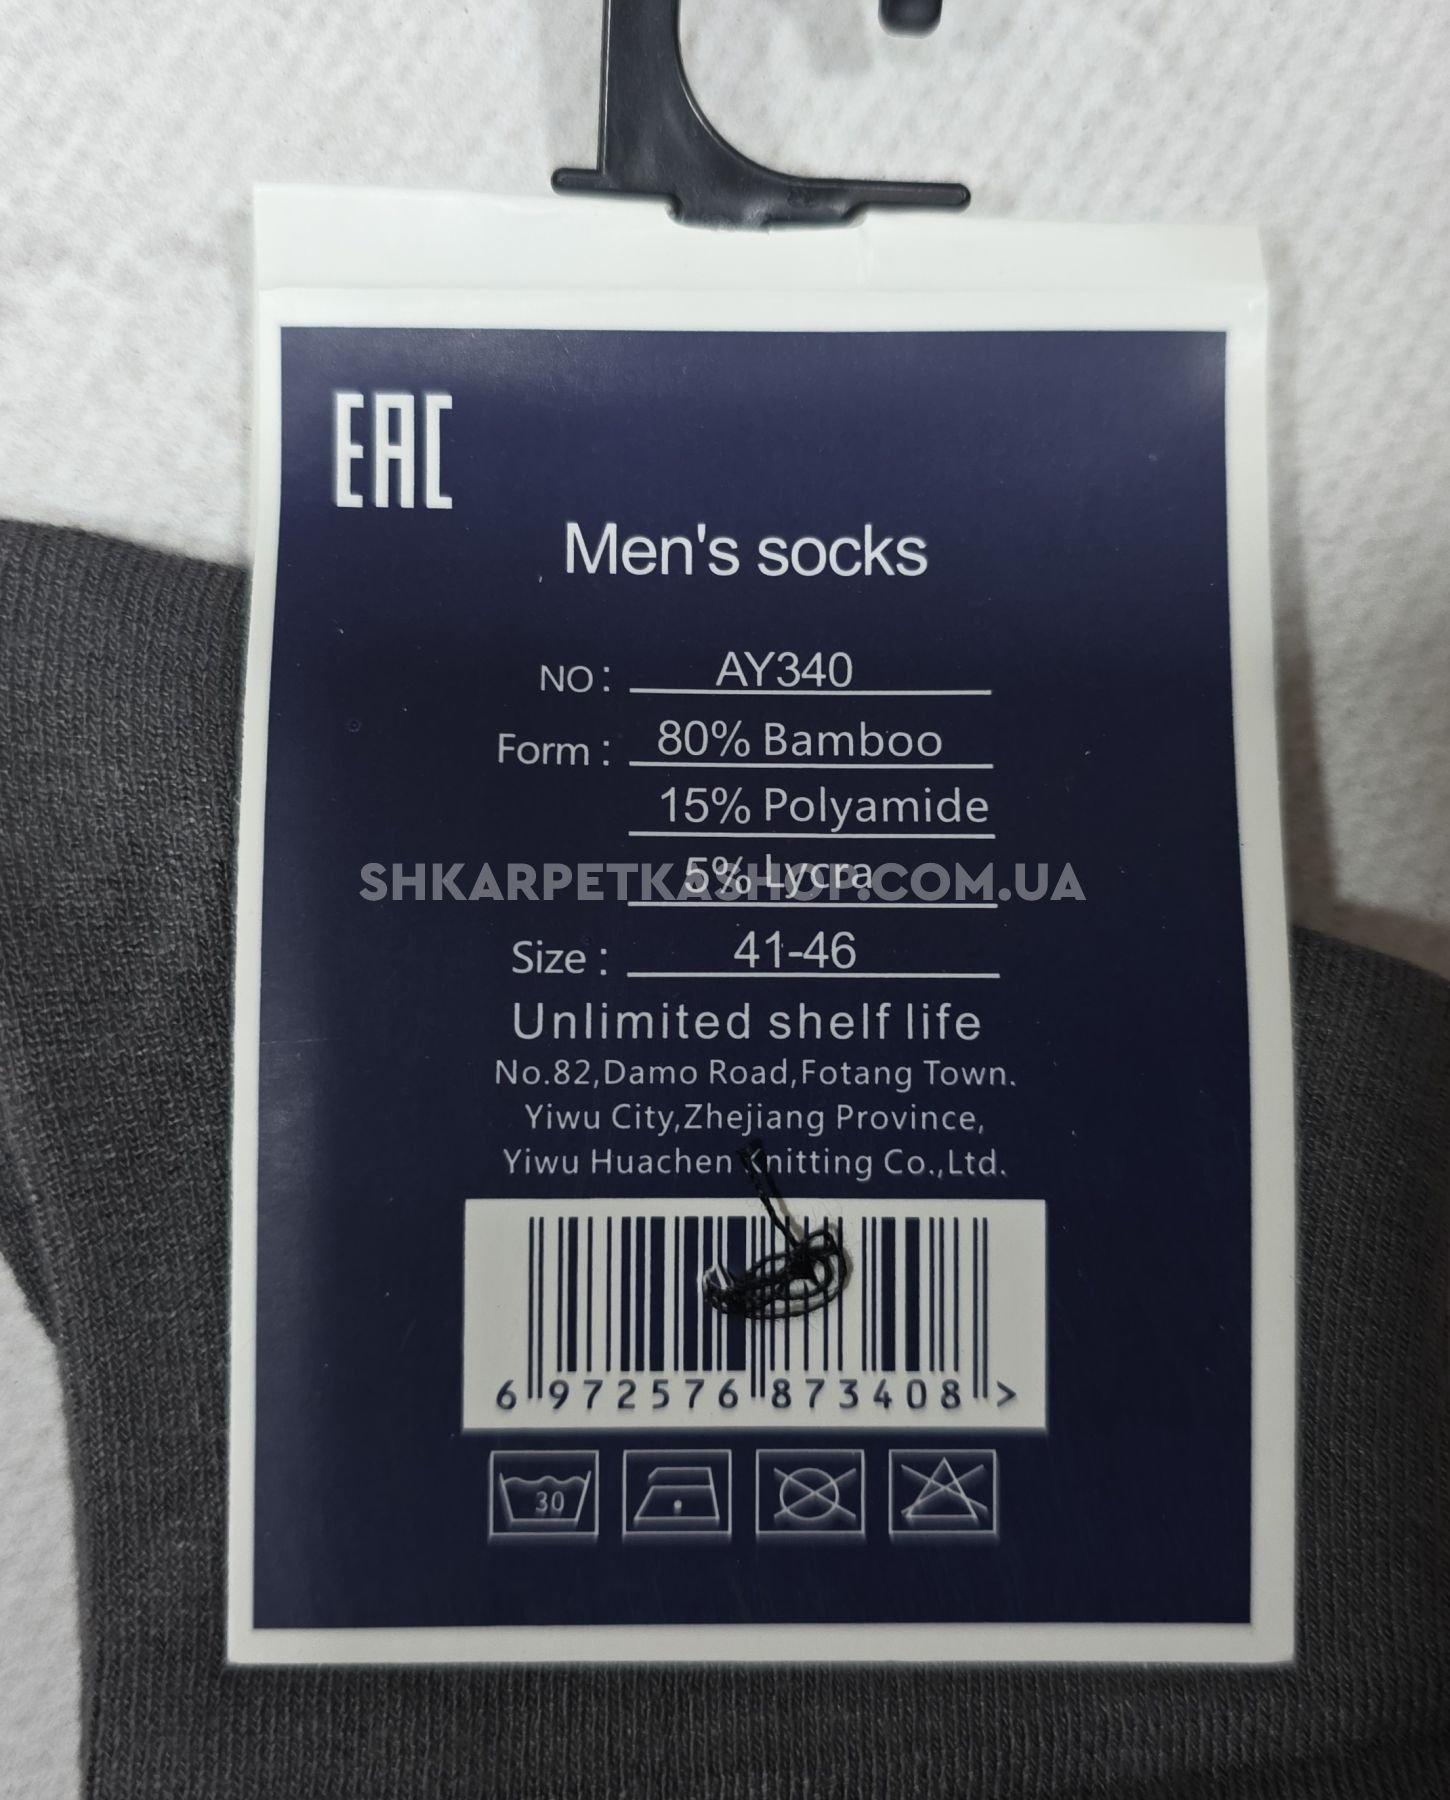 EAC
Men's socks
NO: AY340
Form: 80% Bamboo
15% Polyamide
5% Lycra
SHKARPETKASHOP.COM.UA
Size: 41-46
Unlimited shelf life
No.82,Damo Road,Fotang Town.
Yiwu City,Zhejiang Province,
Yiwu Huachen Knitting Co.,Ltd.
6 972576 873408 >
30